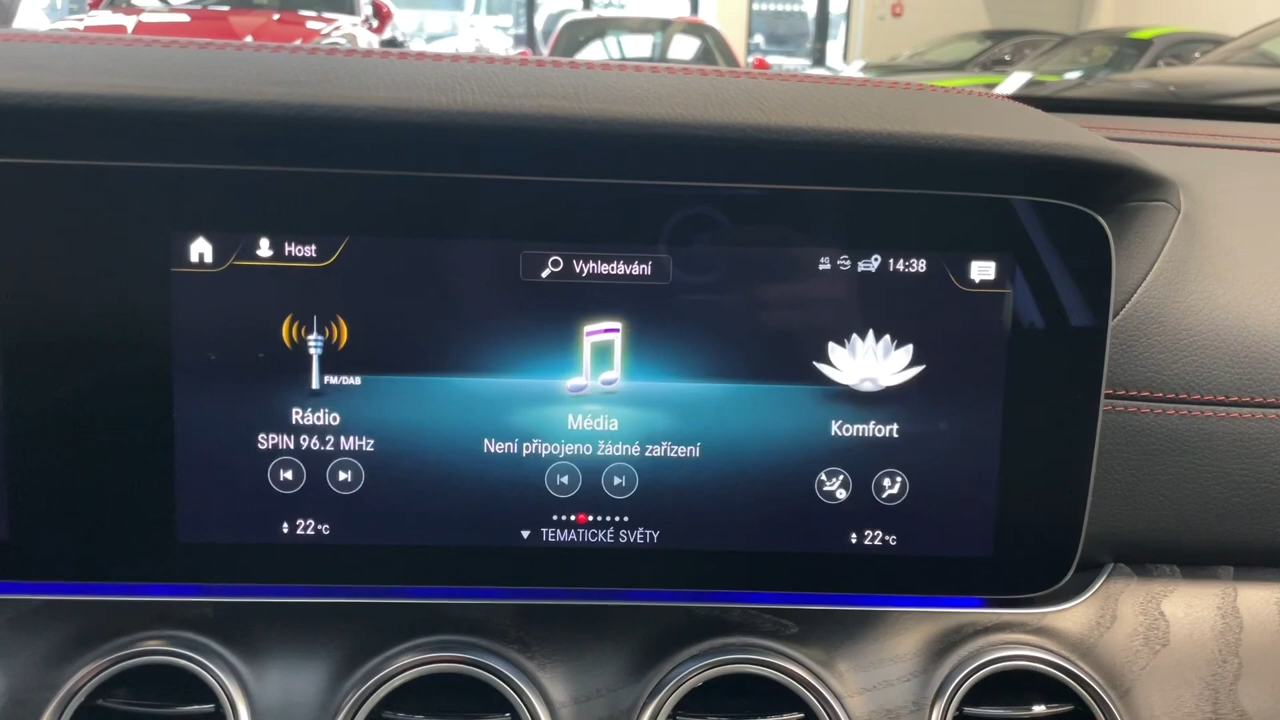 Host
Vyhledávání
4G
14:38
FM/DAB
Rádio
SPIN 96.2 MHz
Média
Není připojeno žádné zařízení
Komfort
22°C
TEMATICKÉ SVĚTY
22°C